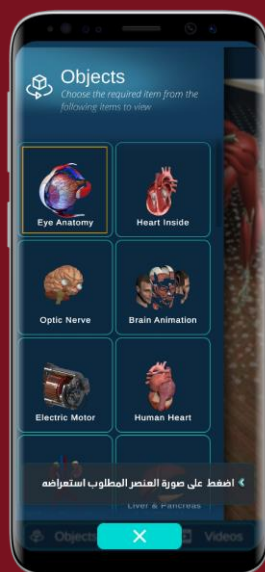 Objects
Choose the required item from the
following items to view
Eye Anatomy
Heart Inside
Optic Nerve
Brain Animation
Electric Motor
Human Heart
اضغط على صورة العنصر المطلوب استعراضه
Liver & Pancreas
Objects
Videos